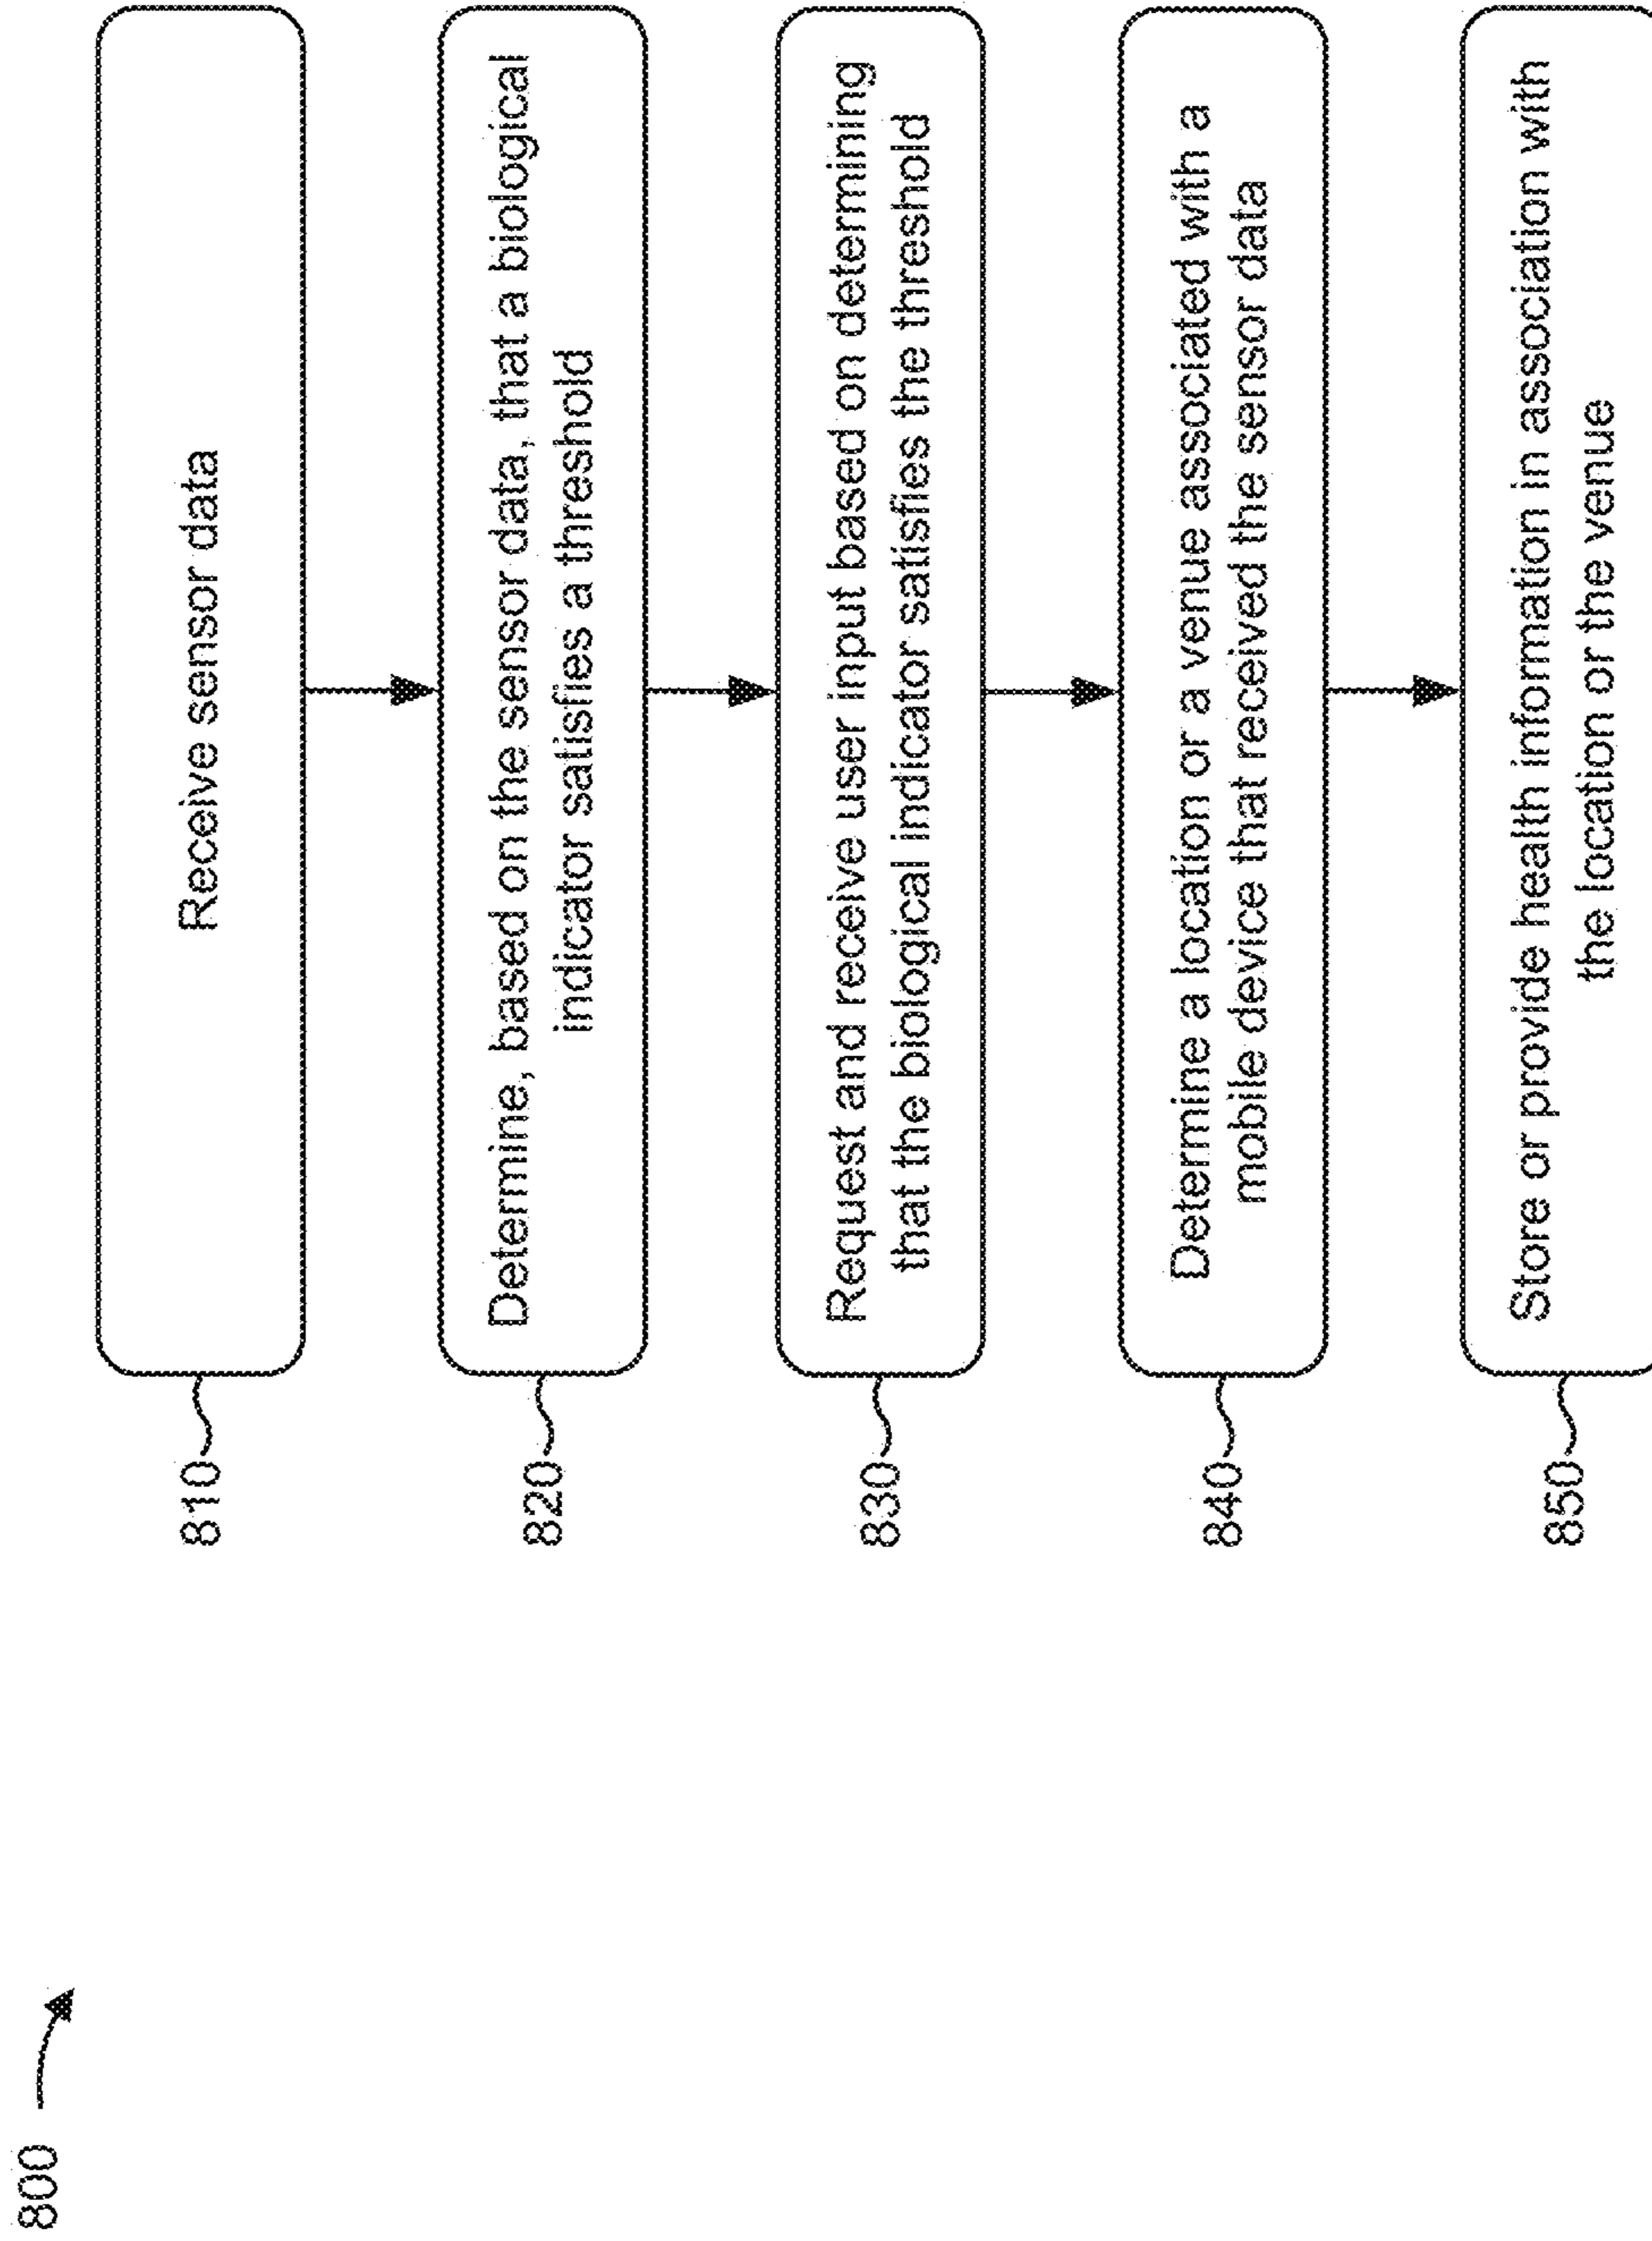 800
810
Receive sensor data
820
Determine, based on the sensor data, that a biological
indicator satisfies a threshold
830
Request and receive user input based on determining
that the biological indicator satisfies the threshold
840
Determine a location or a venue associated with a
mobile device that received the sensor data
850
Store or provide health information in association with
the location or the venue